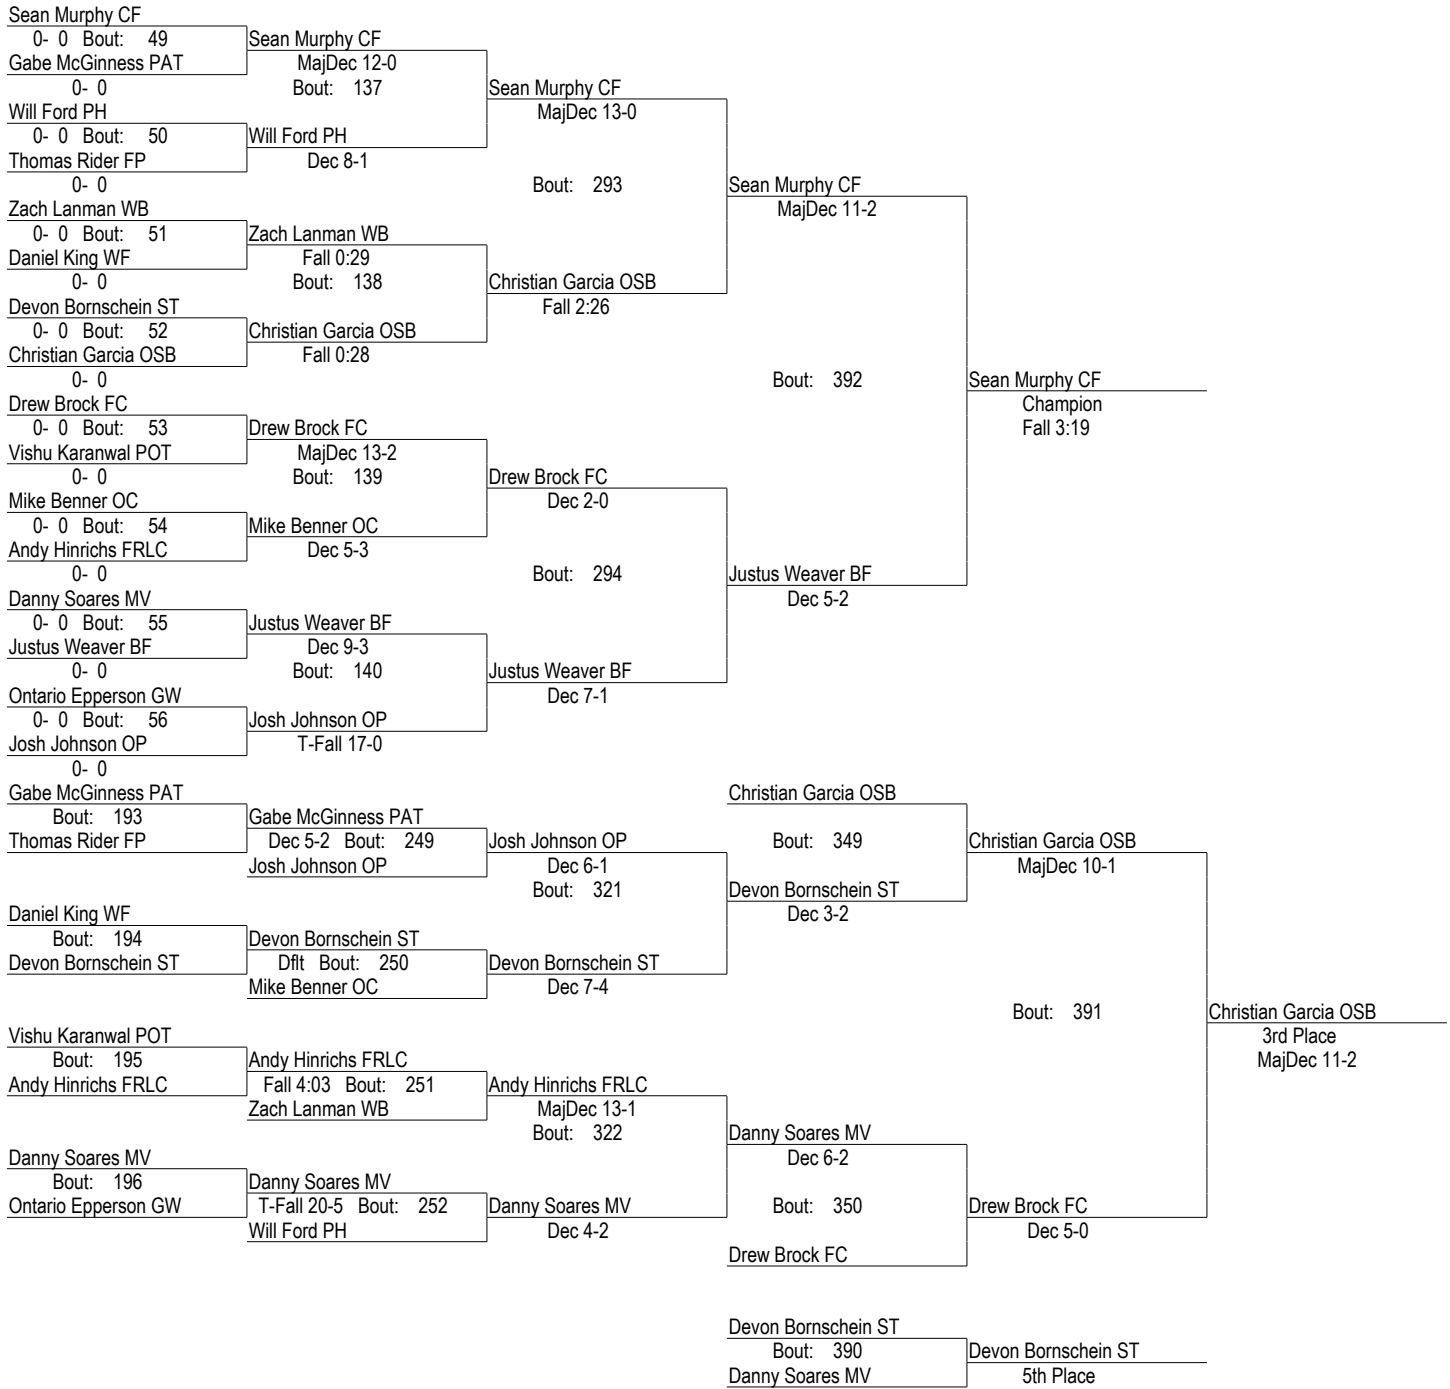 Sean Murphy CF
0- 0 Bout: 49 Sean Murphy CF
Gabe McGinness PAT MajDec 12-0
0- 0 Bout: 137 Sean Murphy CF
Will Ford PH MajDec 13-0
0- 0 Bout: 50 Will Ford PH
Thomas Rider FP Dec 8-1
0- 0 Bout: 293 Sean Murphy CF
Zach Lanman WB MajDec 11-2
0- 0 Bout: 51 Zach Lanman WB
Daniel King WF Fall 0:29
0- 0 Bout: 138 Christian Garcia OSB
Devon Bornschein ST Fall 2:26
0- 0 Bout: 52 Christian Garcia OSB
Christian Garcia OSB Fall 0:28
0- 0 Bout: 392 Sean Murphy CF
Drew Brock FC Champion
0- 0 Bout: 53 Drew Brock FC Fall 3:19
Vishu Karanwal POT MajDec 13-2
0- 0 Bout: 139 Drew Brock FC
Mike Benner OC Dec 2-0
0- 0 Bout: 54 Mike Benner OC
Andy Hinrichs FRLC Dec 5-3
0- 0 Bout: 294 Justus Weaver BF
Danny Soares MV Dec 5-2
0- 0 Bout: 55 Justus Weaver BF
Justus Weaver BF Dec 9-3
0- 0 Bout: 140 Justus Weaver BF
Ontario Epperson GW Dec 7-1
0- 0 Bout: 56 Josh Johnson OP
Josh Johnson OP T-Fall 17-0
0- 0
Gabe McGinness PAT Christian Garcia OSB
Bout: 193 Gabe McGinness PAT
Thomas Rider FP Dec 5-2 Bout: 249 Josh Johnson OP Bout: 349 Christian Garcia OSB
Josh Johnson OP Dec 6-1 MajDec 10-1
Bout: 321 Devon Bornschein ST
Daniel King WF Dec 3-2
Bout: 194 Devon Bornschein ST
Devon Bornschein ST Dflt Bout: 250 Devon Bornschein ST
Mike Benner OC Dec 7-4
Bout: 391 Christian Garcia OSB
Vishu Karanwal POT 3rd Place
Bout: 195 Andy Hinrichs FRLC MajDec 11-2
Andy Hinrichs FRLC Fall 4:03 Bout: 251 Andy Hinrichs FRLC
Zach Lanman WB MajDec 13-1
Bout: 322 Danny Soares MV
Danny Soares MV Dec 6-2
Bout: 196 Danny Soares MV
Ontario Epperson GW T-Fall 20-5 Bout: 252 Danny Soares MV Bout: 350 Drew Brock FC
Will Ford PH Dec 4-2 Dec 5-0
Drew Brock FC
Devon Bornschein ST
Bout: 390 Devon Bornschein ST
Danny Soares MV 5th Place